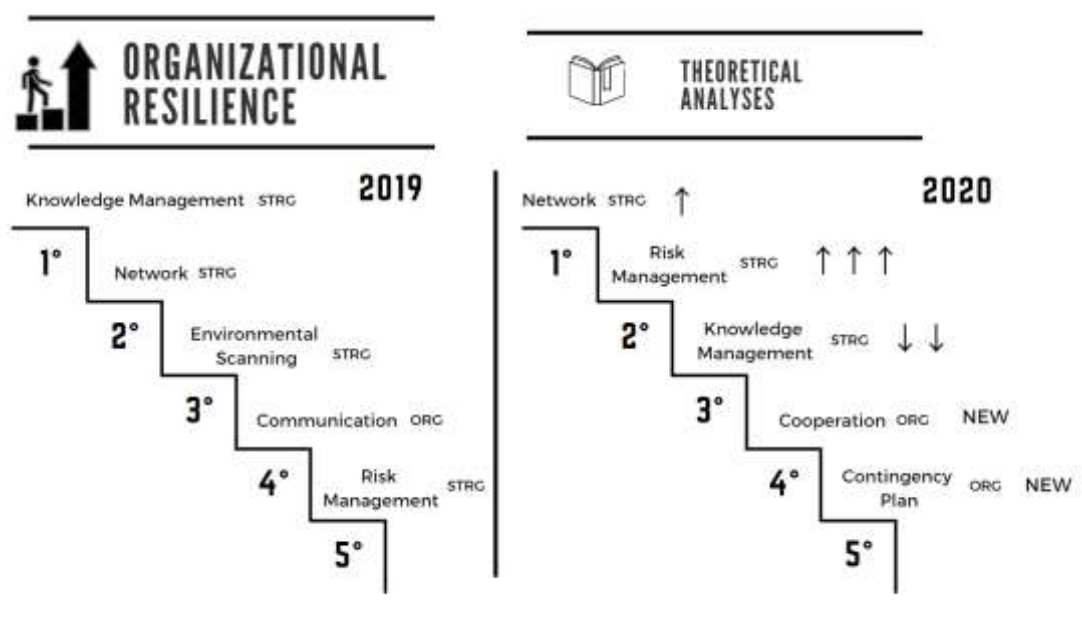 ORGANIZATIONAL
RESILIENCE
THEORETICAL
ANALYSES
2019
Knowledge Management STRG
1°
Network STRG
2°
Environmental
Scanning STRG
3°
Communication ORG
4°
Risk
Management STRG
5°
2020
Network STRG ↑
1°
Risk
Management STRG ↑ ↑ ↑
2°
Knowledge
Management STRG ↓ ↓
3°
Cooperation ORG NEW
4°
Contingency
Plan ORG NEW
5°